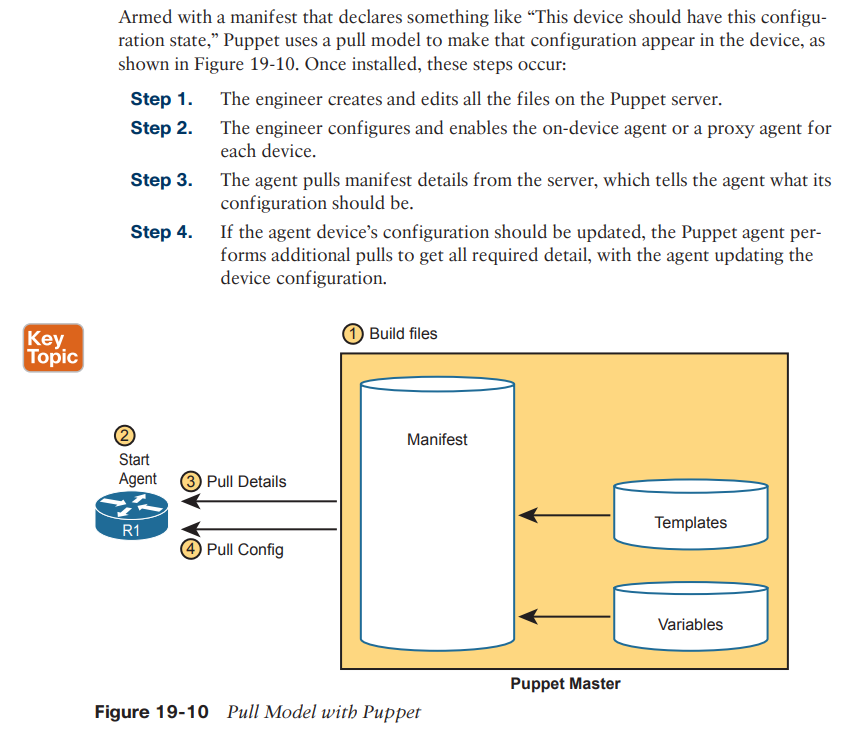 Armed with a manifest that declares something like “This device should have this configu-
ration state,” Puppet uses a pull model to make that configuration appear in the device, as
shown in Figure 19-10. Once installed, these steps occur:
Step 1. The engineer creates and edits all the files on the Puppet server.
Step 2. The engineer configures and enables the on-device agent or a proxy agent for
each device.
Step 3. The agent pulls manifest details from the server, which tells the agent what its
configuration should be.
Step 4. If the agent device’s configuration should be updated, the Puppet agent per-
forms additional pulls to get all required detail, with the agent updating the
device configuration.
Key
Topic
1 Build files
Manifest
2
Start
Agent
R1
3 Pull Details
4 Pull Config
Templates
Variables
Puppet Master
Figure 19-10 Pull Model with Puppet